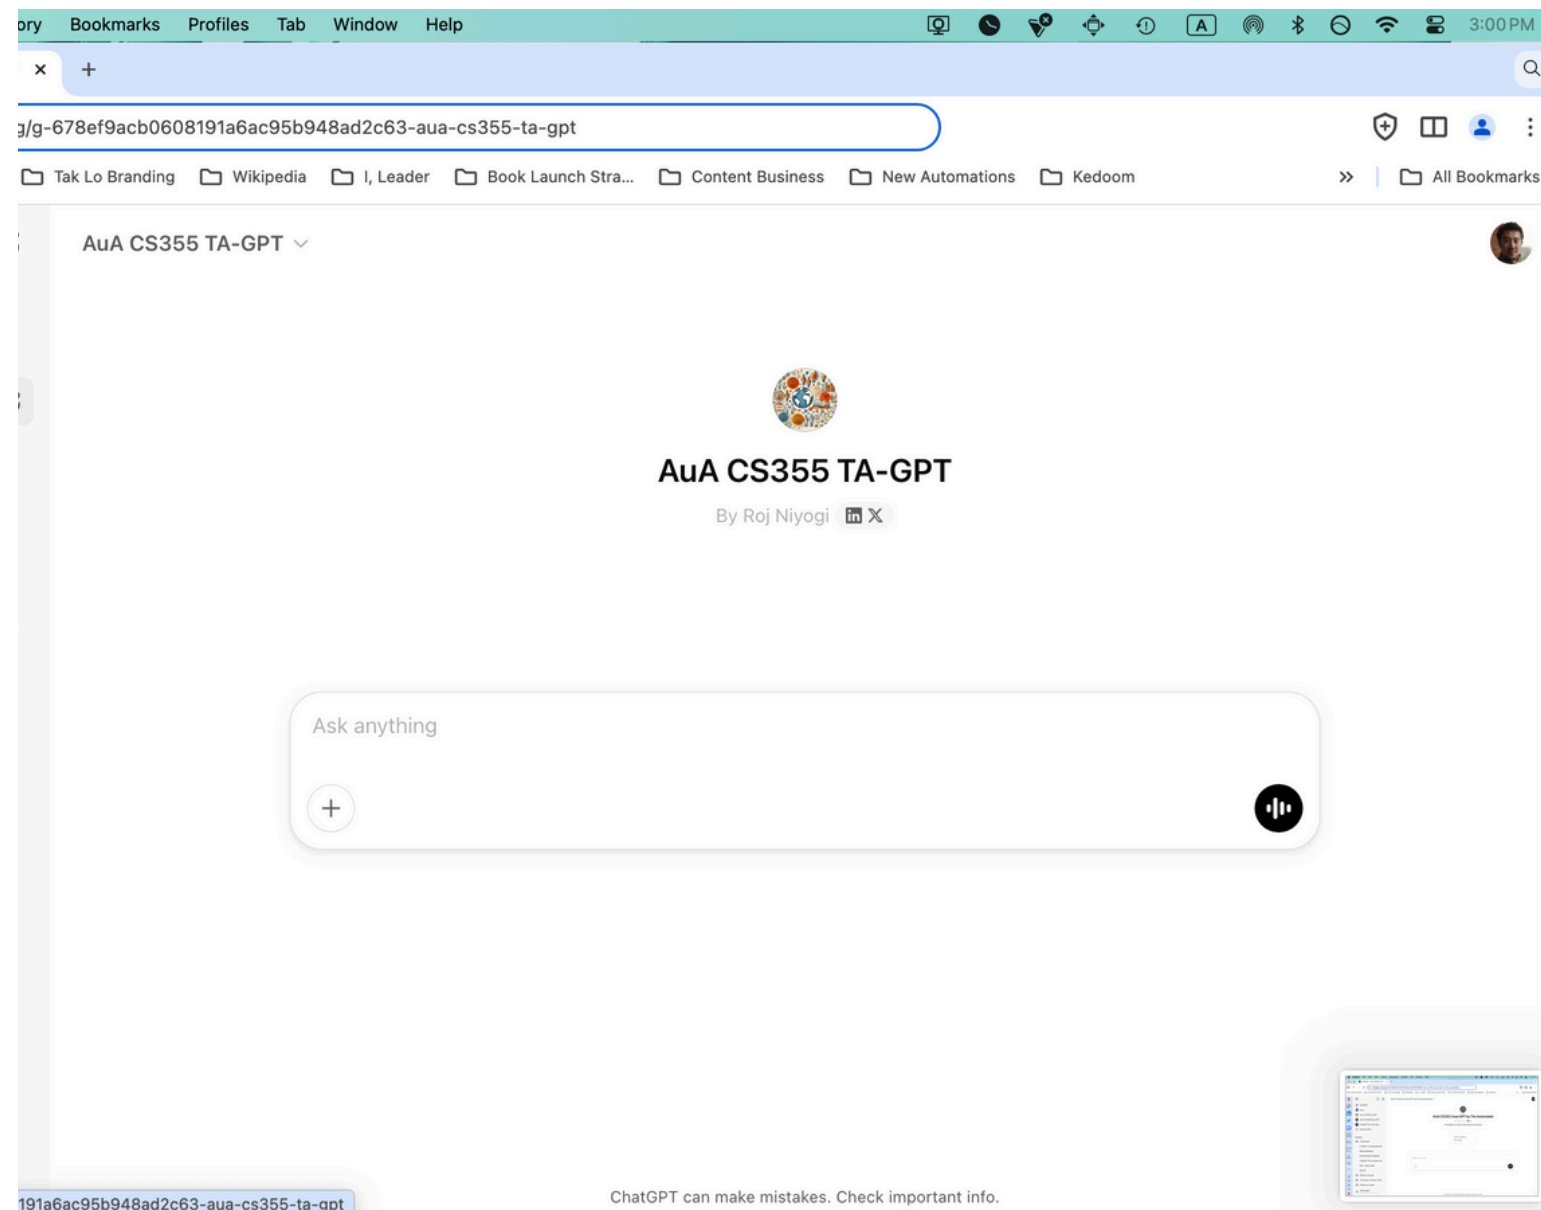 ory Bookmarks Profiles Tab Window Help A 3:00 PM
g/g-678ef9acb0608191a6ac95b948ad2c63-aua-cs355-ta-gpt
Tak Lo Branding Wikipedia I, Leader Book Launch Stra... Content Business New Automations Kedoom All Bookmarks
AuA CS355 TA-GPT
AuA CS355 TA-GPT
By Roj Niyogi in X
Ask anything
ChatGPT can make mistakes. Check important info.
191a6ac95b948ad2c63-aua-cs355-ta-gpt